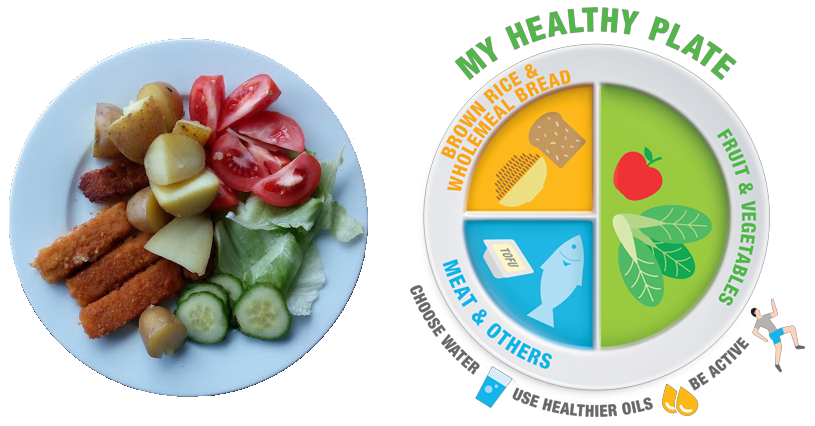 MY HEALTHY PLATE
BROWN RICE &
WHOLEMEAL BREAD
FRUIT & VEGETABLES
TOFU
MEAT & OTHERS
CHOOSE WATER
USE HEALTHIER OILS
BE ACTIVE